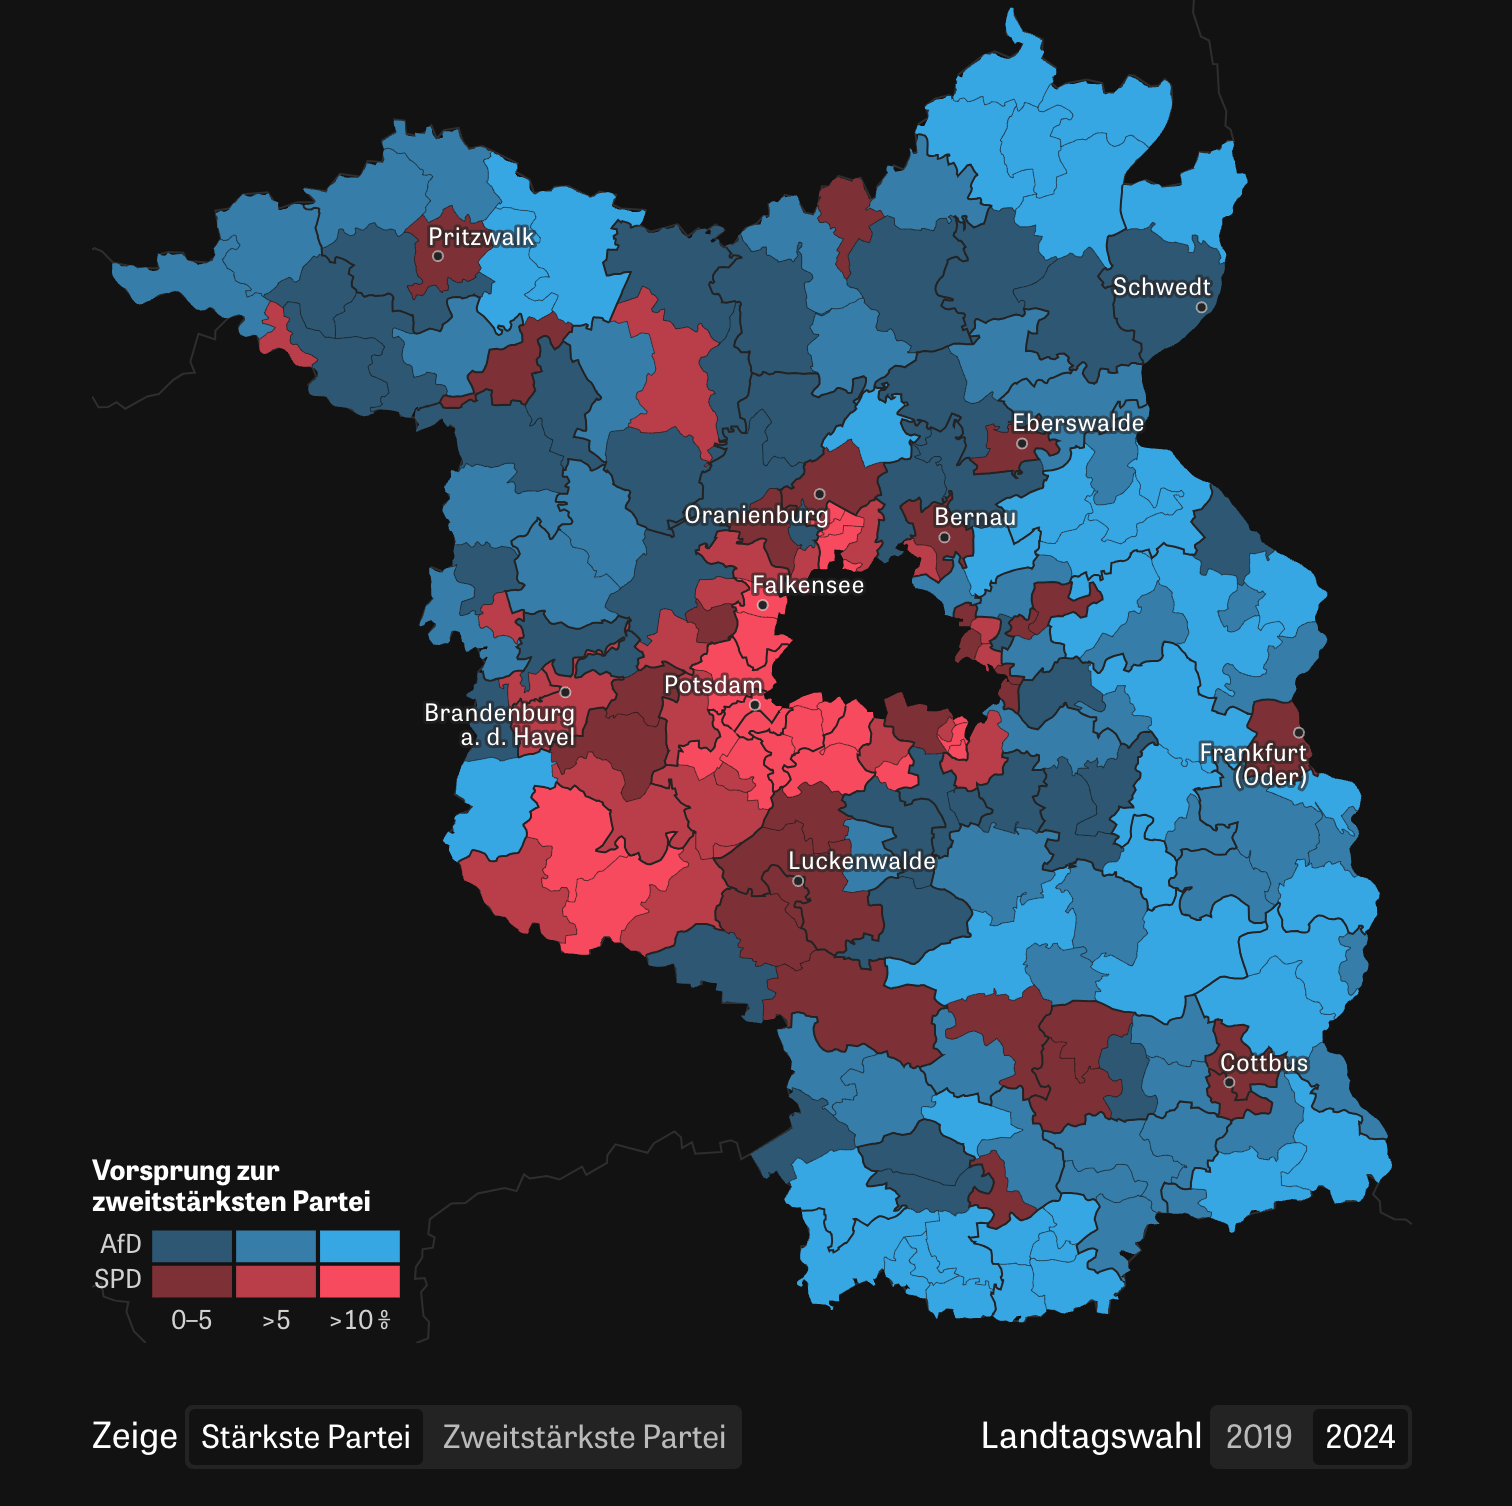 Pritzwalk
Schwedt
Eberswalde
Oranienburg
Bernau
Falkensee
Potsdam
Brandenburg
a. d. Havel
Frankfurt
(Oder)
Luckenwalde
Cottbus
Vorsprung zur
zweitstärksten Partei
AfD
SPD
0–5 >5 >10 %
Zeige Stärkste Partei Zweitstärkste Partei Landtagswahl 2019 2024